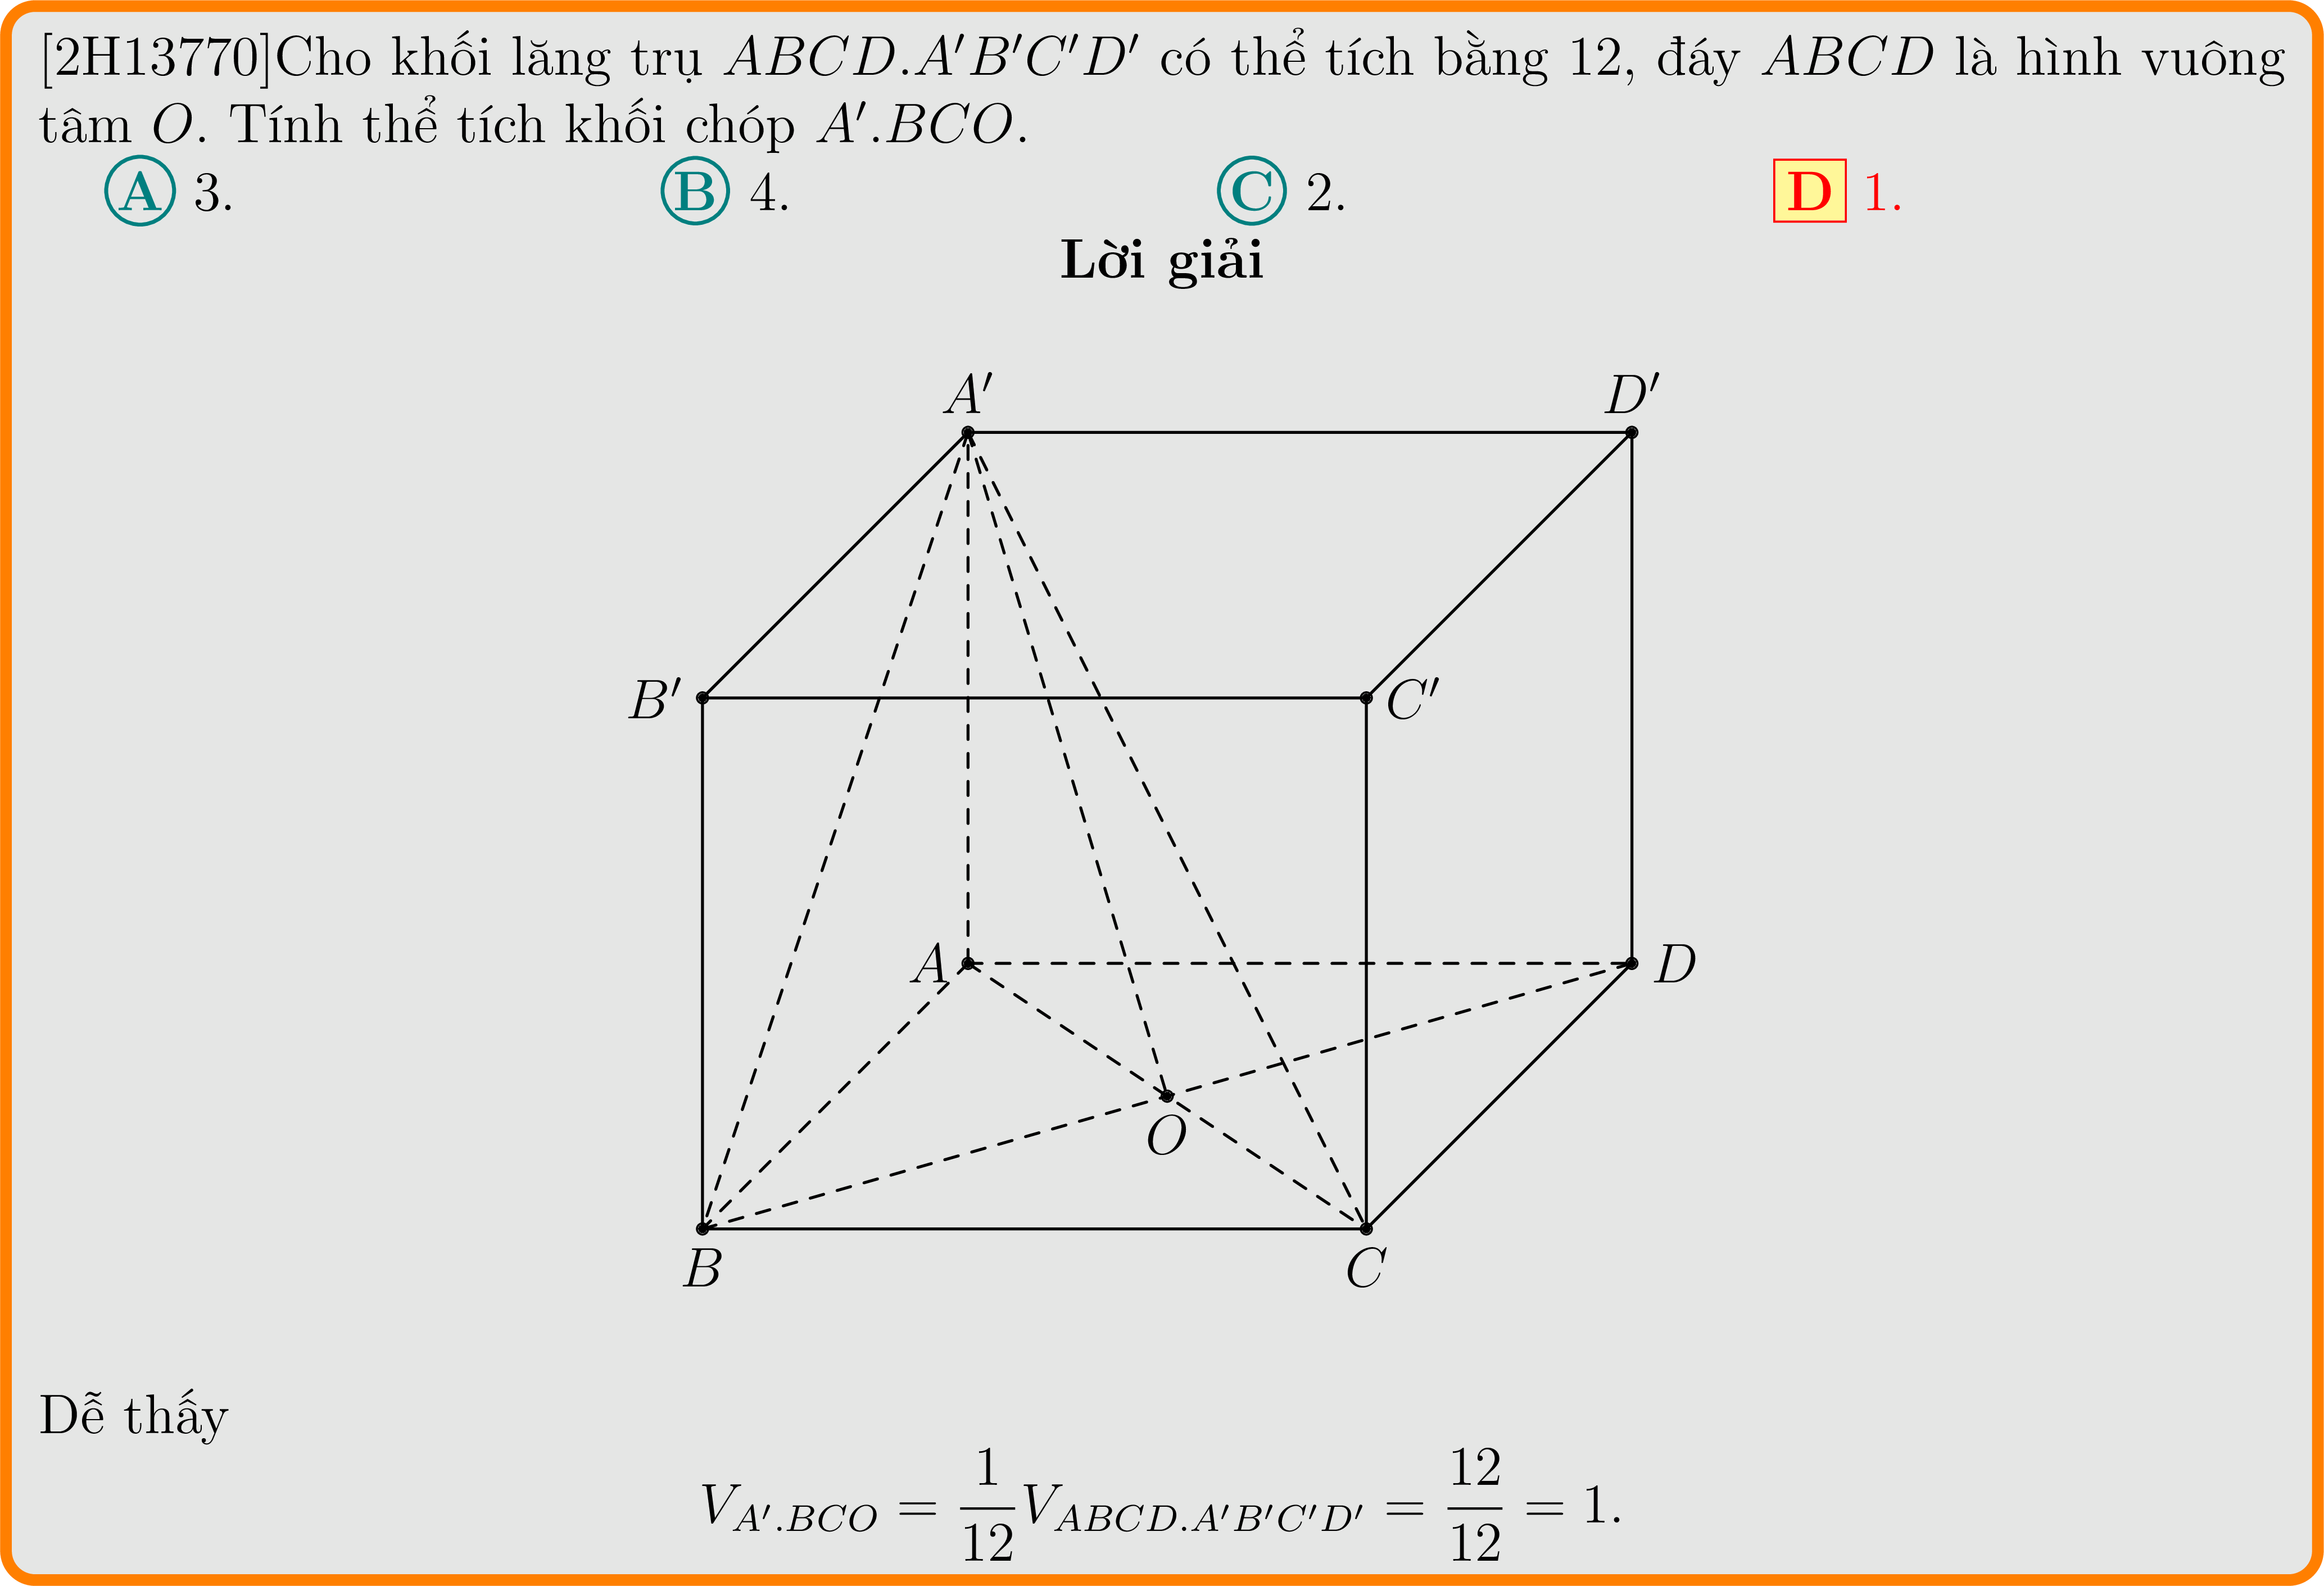 [2H13770]Cho khối lăng trụ ABCD.A′B′C′D′ có thể tích bằng 12, đáy ABCD là hình vuông
tâm O. Tính thể tích khối chóp A′.BCO.
A 3. B 4. C 2. D 1.
Lời giải
A′ D′
B′ C′
A D
O
B C
Dễ thấy
V_{A′.BCO} = \frac{1}{12}V_{ABCD.A′B′C′D′} = \frac{12}{12} = 1.